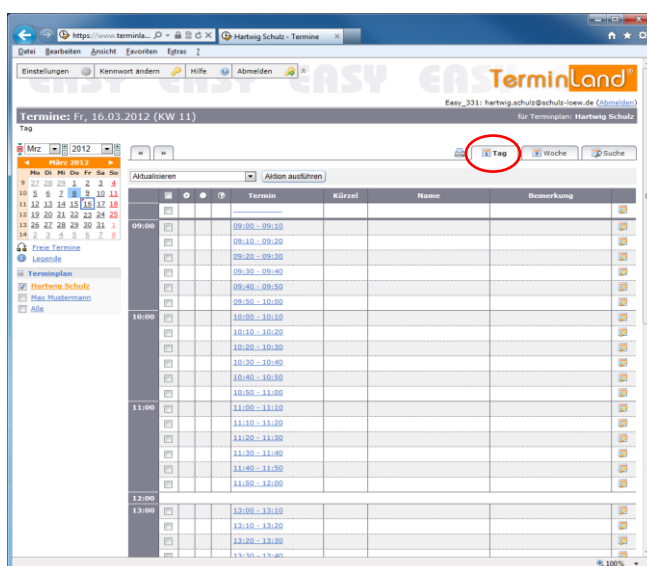 https://www.terminla...
Hartwig Schulz - Termine
Datei Bearbeiten Ansicht Favoriten Extras ?
Einstellungen Kennwort ändern Hilfe Abmelden
EASY EASY EASY EASY
TerminLand®
Easy_331: hartwig.schulz@schulz-loew.de (Abmelden)
Termine: Fr, 16.03.2012 (KW 11)
für Terminplan: Hartwig Schulz
Tag
Mrz 2012
« »
Tag Woche Suche
März 2012
Mo Di Mi Do Fr Sa So
9 27 28 29 1 2 3 4
10 5 6 7 8 9 10 11
11 12 13 14 15 16 17 18
12 19 20 21 22 23 24 25
13 26 27 28 29 30 31 1
14 2 3 4 5 6 7 8
Freie Termine
Legende
Terminplan
Hartwig Schulz
Max Mustermann
Alle
Aktualisieren Aktion ausführen
Termin Kürzel Name Bemerkung
09:00 09:00 - 09:10
09:10 - 09:20
09:20 - 09:30
09:30 - 09:40
09:40 - 09:50
09:50 - 10:00
10:00 10:00 - 10:10
10:10 - 10:20
10:20 - 10:30
10:30 - 10:40
10:40 - 10:50
10:50 - 11:00
11:00 11:00 - 11:10
11:10 - 11:20
11:20 - 11:30
11:30 - 11:40
11:40 - 11:50
11:50 - 12:00
12:00
13:00 13:00 - 13:10
13:10 - 13:20
13:20 - 13:30
13:30 - 13:40
100%